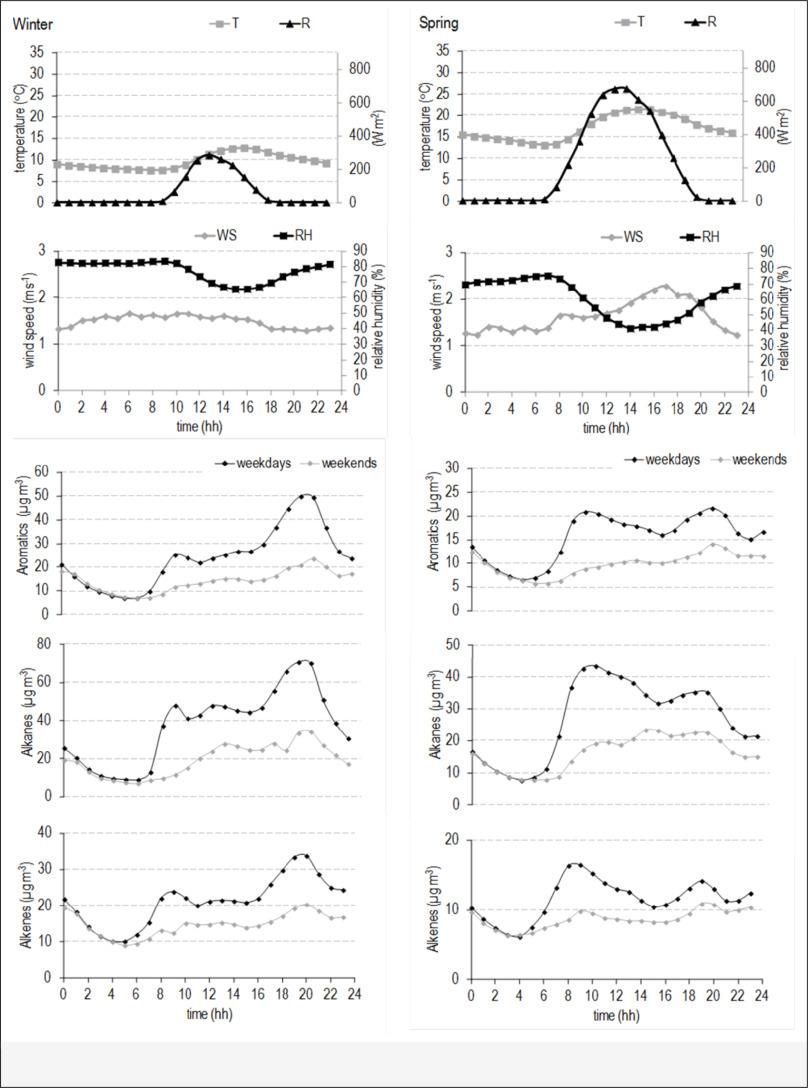 Winter
T R
35
30
25
20
15
10
5
0
temperature (°C)
800
600
400
200
0
(W m²)
WS RH
3
2
1
0
wind speed (m s⁻¹)
90
80
70
60
50
40
30
20
10
0
relative humidity (%)
0 2 4 6 8 10 12 14 16 18 20 22 24
time (hh)
weekdays weekends
60
50
40
30
20
10
0
Aromatics (µg m³)
80
60
40
20
0
Alkanes (µg m³)
40
30
20
10
0
Alkenes (µg m³)
0 2 4 6 8 10 12 14 16 18 20 22 24
time (hh)
Spring
T R
35
30
25
20
15
10
5
0
temperature (°C)
800
600
400
200
0
(W m²)
WS RH
3
2
1
0
wind speed (m s⁻¹)
90
80
70
60
50
40
30
20
10
0
relative humidity (%)
0 2 4 6 8 10 12 14 16 18 20 22 24
time (hh)
weekdays weekends
30
25
20
15
10
5
0
Aromatics (µg m³)
50
40
30
20
10
0
Alkanes (µg m³)
20
10
0
Alkenes (µg m³)
0 2 4 6 8 10 12 14 16 18 20 22 24
time (hh)